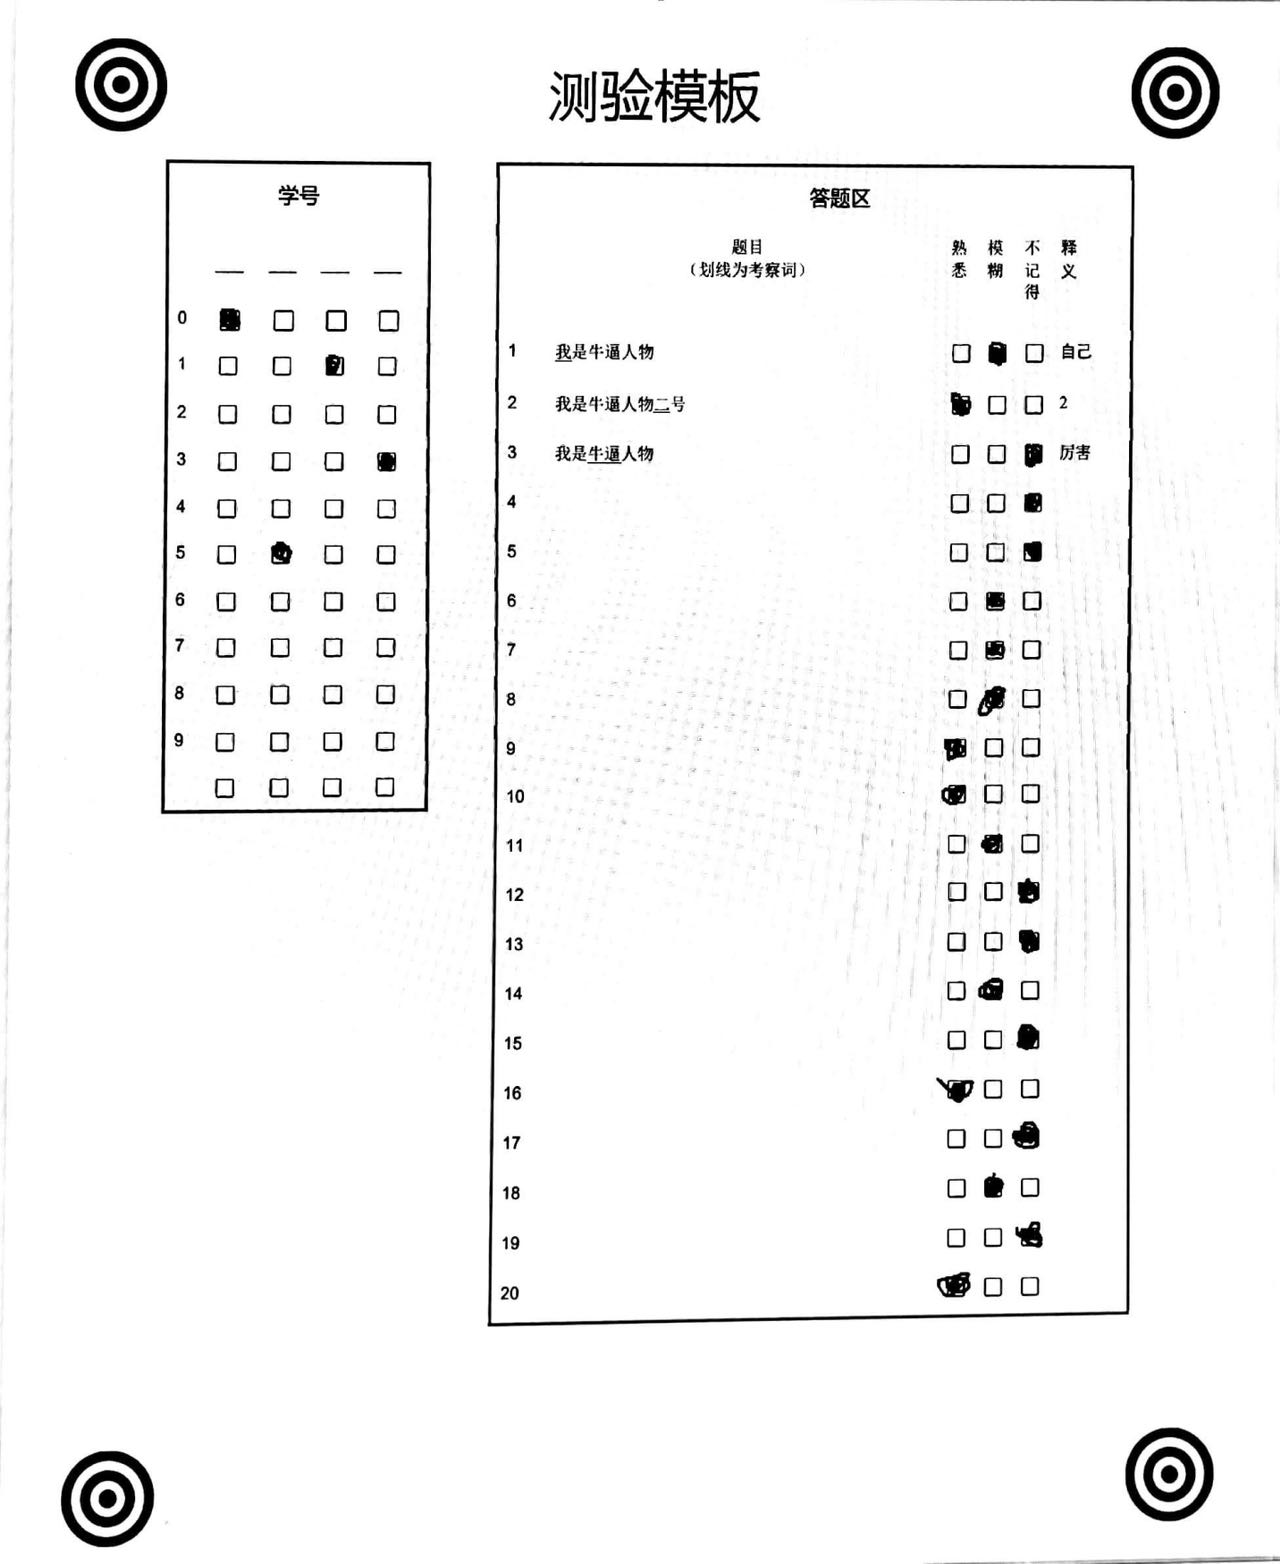 测验模板
学号
0
1
2
3
4
5
6
7
8
9
答题区
题目
（划线为考察词）
熟悉
模糊
不记得
释义
1 我是牛逼人物 自己
2 我是牛逼人物二号 2
3 我是牛逼人物 厉害
4
5
6
7
8
9
10
11
12
13
14
15
16
17
18
19
20